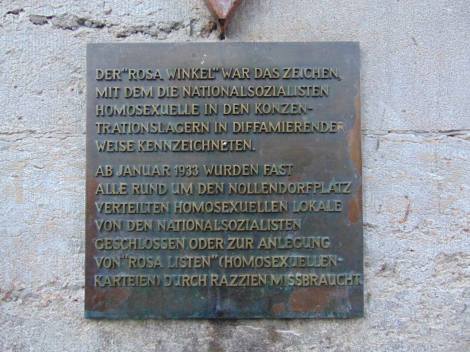 DER "ROSA WINKEL" WAR DAS ZEICHEN,
MIT DEM DIE NATIONALSOZIALISTEN
HOMOSEXUELLE IN DEN KONZEN-
TRATIONSLAGERN IN DIFFAMIERENDER
WEISE KENNZEICHNETEN.
AB JANUAR 1933 WURDEN FAST
ALLE RUND UM DEN NOLLENDORFPLATZ
VERTEILTEN HOMOSEXUELLEN LOKALE
VON DEN NATIONALSOZIALISTEN
GESCHLOSSEN ODER ZUR ANLEGUNG
VON "ROSA LISTEN" (HOMOSEXUELLEN-
KARTEIEN) DURCH RAZZIEN MISSBRAUCHT.